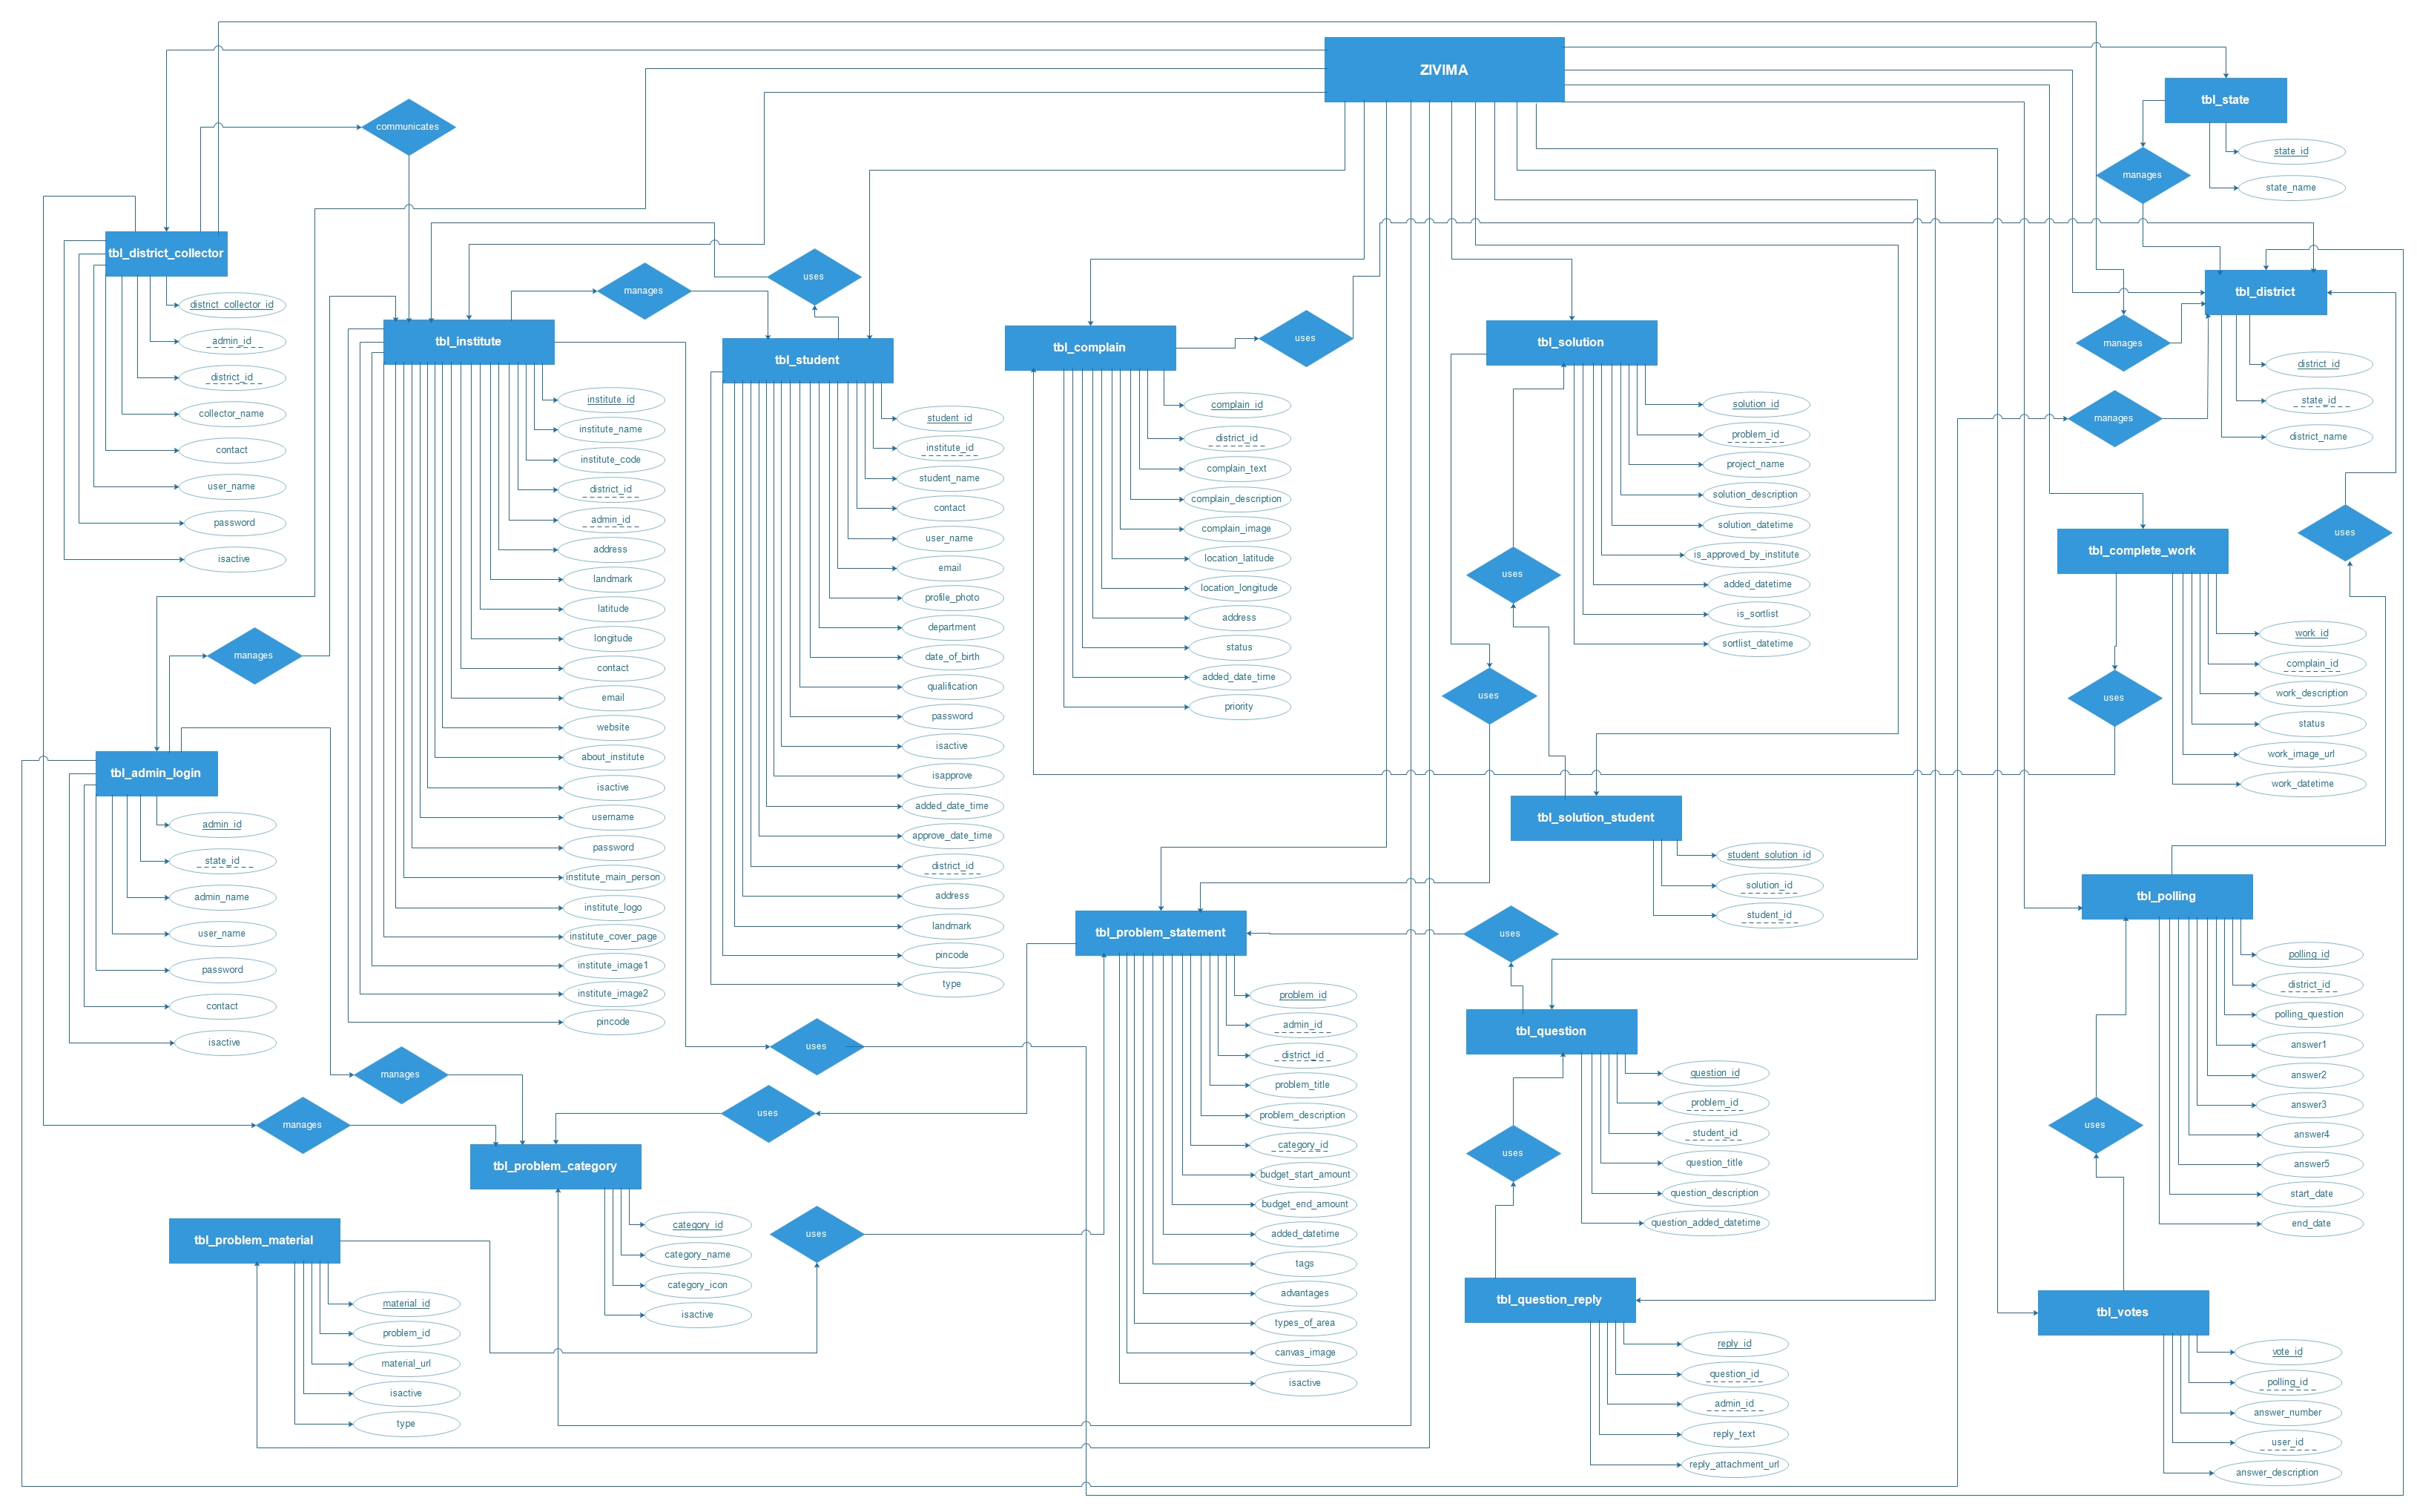 ZIVIMA
tbl_state
state_id
state_name
manages
communicates
tbl_district_collector
district_collector_id
admin_id
district_id
collector_name
contact
user_name
password
isactive
tbl_institute
institute_id
institute_name
institute_code
district_id
admin_id
address
landmark
latitude
longitude
contact
email
website
about_institute
isactive
username
password
institute_main_person
institute_logo
institute_cover_page
institute_image1
institute_image2
pincode
manages
uses
tbl_student
student_id
institute_id
student_name
contact
user_name
email
profile_photo
department
date_of_birth
qualification
password
isactive
isapprove
added_date_time
approve_date_time
district_id
address
landmark
pincode
type
tbl_complain
complain_id
district_id
complain_text
complain_description
complain_image
location_latitude
location_longitude
address
status
added_date_time
priority
uses
tbl_solution
solution_id
problem_id
project_name
solution_description
solution_datetime
is_approved_by_institute
added_datetime
is_sortlist
sortlist_datetime
uses
uses
tbl_district
district_id
state_id
district_name
manages
manages
uses
tbl_complete_work
work_id
complain_id
work_description
status
work_image_url
work_datetime
uses
manages
tbl_admin_login
admin_id
state_id
admin_name
user_name
password
contact
isactive
tbl_solution_student
student_solution_id
solution_id
student_id
tbl_polling
polling_id
district_id
polling_question
answer1
answer2
answer3
answer4
answer5
start_date
end_date
tbl_problem_statement
problem_id
admin_id
district_id
problem_title
problem_description
category_id
budget_start_amount
budget_end_amount
added_datetime
tags
advantages
types_of_area
canvas_image
isactive
uses
tbl_question
question_id
problem_id
student_id
question_title
question_description
question_added_datetime
uses
uses
manages
manages
uses
tbl_problem_category
category_id
category_name
category_icon
isactive
uses
tbl_problem_material
material_id
problem_id
material_url
isactive
type
tbl_question_reply
reply_id
question_id
admin_id
reply_text
reply_attachment_url
uses
tbl_votes
vote_id
polling_id
answer_number
user_id
answer_description